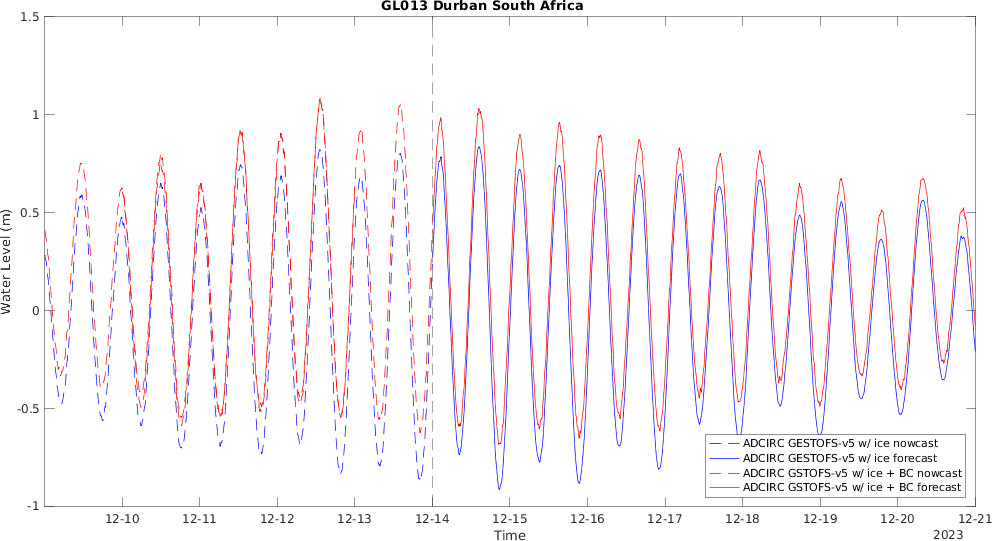 GL013 Durban South Africa
1.5
1
0.5
0
-0.5
-1
Water Level (m)
ADCIRC GESTOFS-v5 w/ ice nowcast
ADCIRC GESTOFS-v5 w/ ice forecast
ADCIRC GSTOFS-v5 w/ ice + BC nowcast
ADCIRC GSTOFS-v5 w/ ice + BC forecast
12-10 12-11 12-12 12-13 12-14 12-15 12-16 12-17 12-18 12-19 12-20 12-21
Time
2023